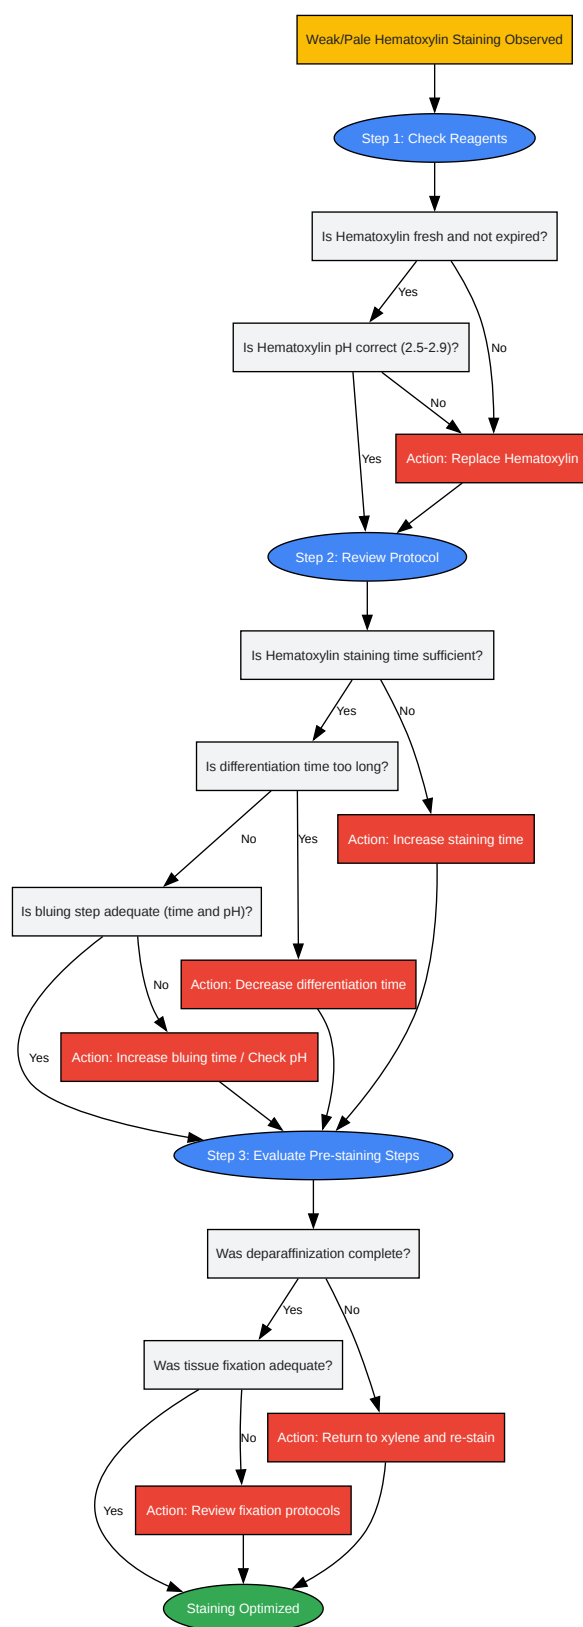 Weak/Pale Hematoxylin Staining Observed
Step 1: Check Reagents
Is Hematoxylin fresh and not expired?
Yes
Is Hematoxylin pH correct (2.5-2.9)?
No
No
Yes
Action: Replace Hematoxylin
Step 2: Review Protocol
Is Hematoxylin staining time sufficient?
Yes
No
Is differentiation time too long?
No
Yes
Action: Increase staining time
Is bluing step adequate (time and pH)?
No
Action: Decrease differentiation time
Yes
Action: Increase bluing time / Check pH
Step 3: Evaluate Pre-staining Steps
Was deparaffinization complete?
Yes
No
Was tissue fixation adequate?
No
Action: Return to xylene and re-stain
Yes
Action: Review fixation protocols
Staining Optimized